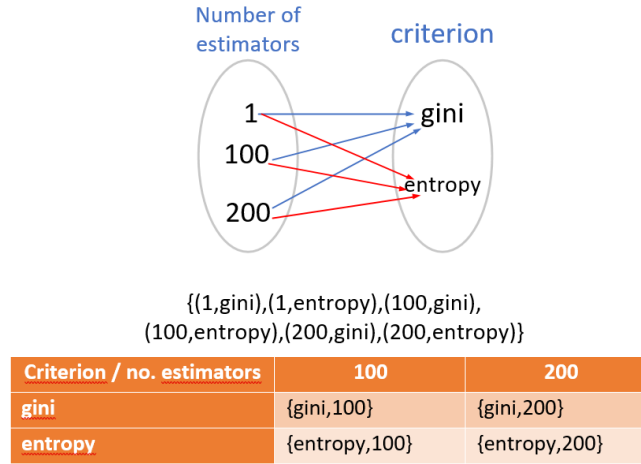 Number of
estimators
criterion
1
gini
100
entropy
200
{(1,gini),(1,entropy),(100,gini),
(100,entropy),(200,gini),(200,entropy)}
Criterion / no. estimators 100 200
gini {gini,100} {gini,200}
entropy {entropy,100} {entropy,200}